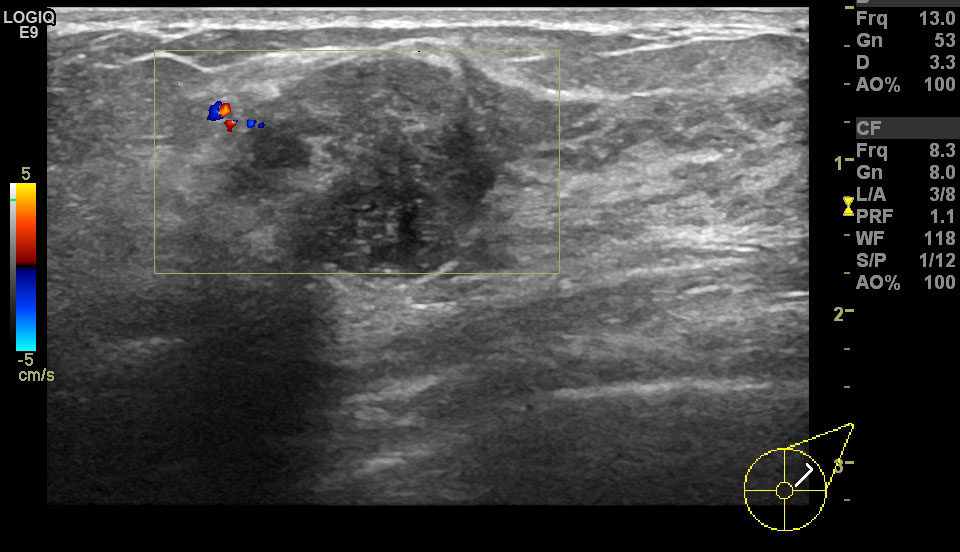 LOGIQ
E9
Frq 13.0
Gn 53
D 3.3
AO% 100
CF
Frq 8.3
Gn 8.0
L/A 3/8
PRF 1.1
WF 118
S/P 1/12
AO% 100
5
-5
cm/s
1
2
3